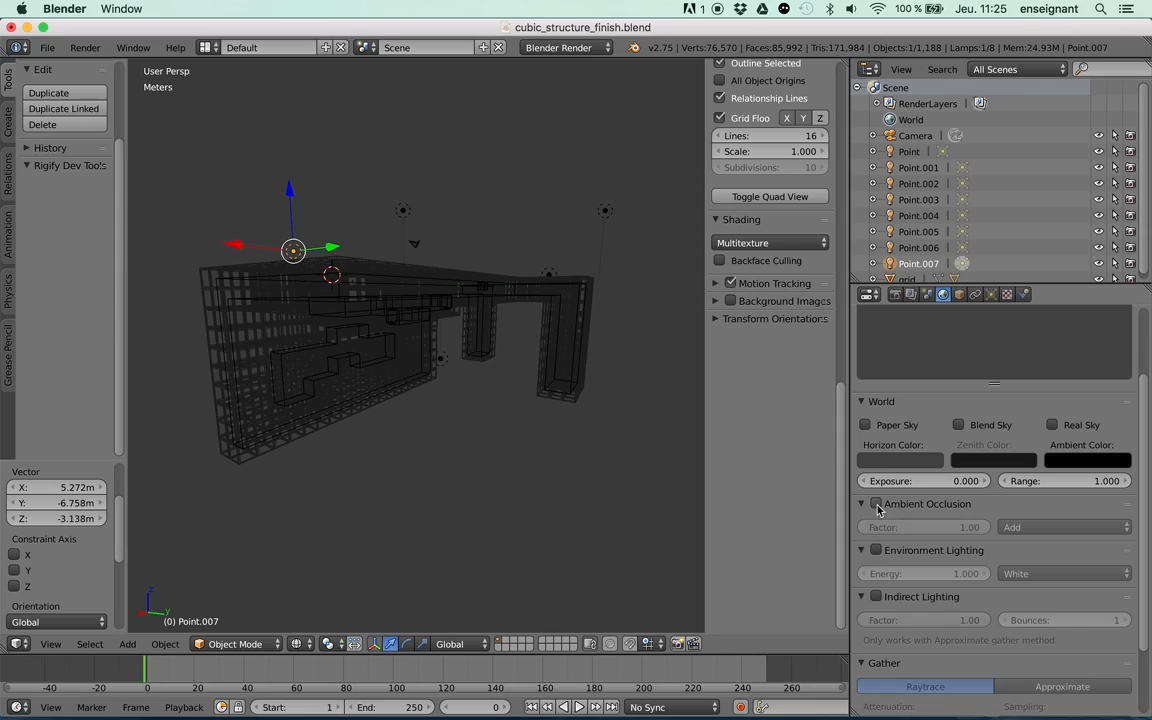 Blender Window 1 100 % Jeu. 11:25 enseignant
cubic_structure_finish.blend
File Render Window Help Default Scene Blender Render v2.75 | Verts:76,570 | Faces:85,992 | Tris:171,984 | Objects:1/1,188 | Lamps:1/8 | Mem:24.93M | Point.007
Tools
Create
Relations
Animation
Physics
Grease Pencil
Edit
Duplicate
Duplicate Linked
Delete
History
Rigify Dev Tools
Vector
X: 5.272m
Y: -6.758m
Z: -3.138m
Constraint Axis
X
Y
Z
Orientation
Global
User Persp
Meters
z
y
(0) Point.007
Outline Selected
All Object Origins
Relationship Lines
Grid Floo X Y Z
Lines: 16
Scale: 1.000
Subdivisions: 10
Toggle Quad View
Shading
Multitexture
Backface Culling
Motion Tracking
Background Images
Transform Orientations
View Search All Scenes
Scene
RenderLayers |
World
Camera |
Point |
Point.001 |
Point.002 |
Point.003 |
Point.004 |
Point.005 |
Point.006 |
Point.007 |
grid |
World
Paper Sky Blend Sky Real Sky
Horizon Color: Zenith Color: Ambient Color:
Exposure: 0.000 Range: 1.000
Ambient Occlusion
Factor: 1.00 Add
Environment Lighting
Energy: 1.000 White
Indirect Lighting
Factor: 1.00 Bounces: 1
Only works with Approximate gather method
Gather
Raytrace Approximate
Attenuation: Sampling:
View Select Add Object Object Mode Global
-40 -20 0 20 40 60 80 100 120 140 160 180 200 220 240 260
View Marker Frame Playback Start: 1 End: 250 0 No Sync